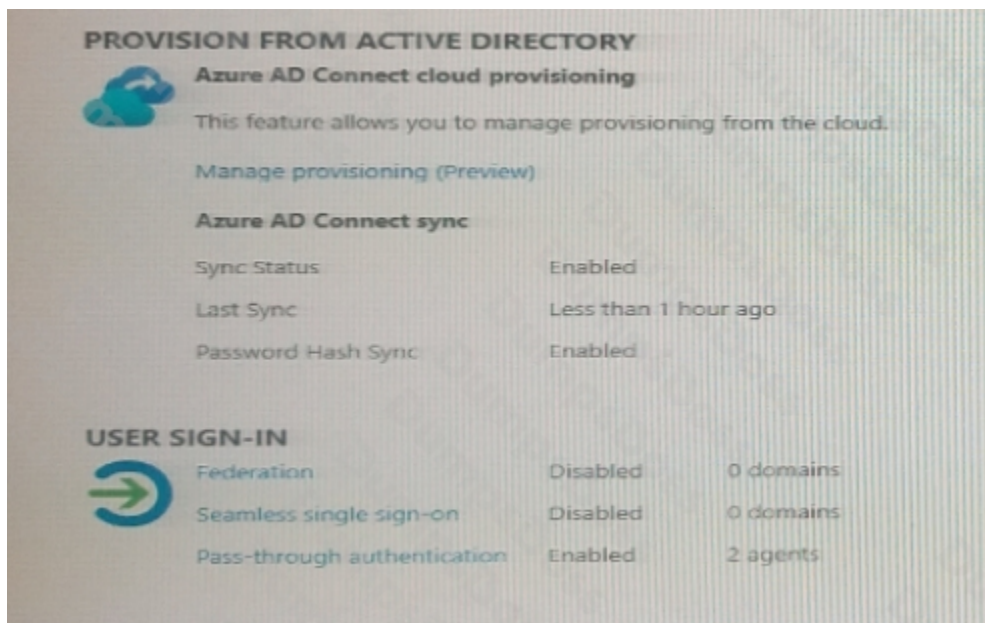 PROVISION FROM ACTIVE DIRECTORY
Azure AD Connect cloud provisioning
This feature allows you to manage provisioning from the cloud.
Manage provisioning (Preview)
Azure AD Connect sync
Sync Status Enabled
Last Sync Less than 1 hour ago
Password Hash Sync Enabled
USER SIGN-IN
Federation Disabled 0 domains
Seamless single sign-on Disabled 0 domains
Pass-through authentication Enabled 2 agents